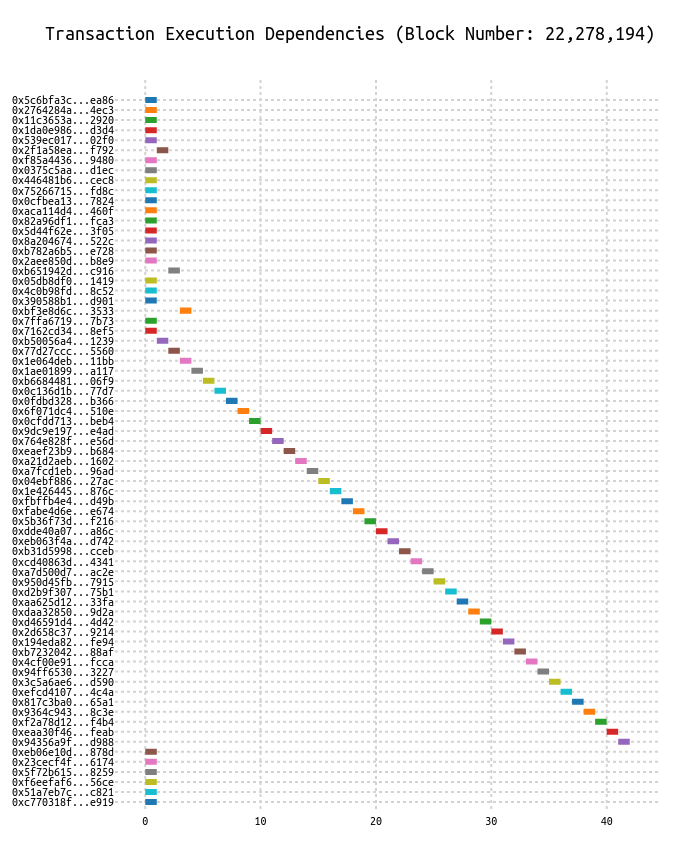 Transaction Execution Dependencies (Block Number: 22,278,194)
0x5c6bfa3c...ea86
0x2764284a...4ec3
0x11c3653a...2920
0x1da0e986...d3d4
0x539ec017...02f0
0x2f1a58ea...f792
0xf85a4436...9480
0x0375c5aa...d1ec
0x446481b6...cec8
0x75266715...fd8c
0x0cfbea13...7824
0xaca114d4...460f
0x82a96df1...fca3
0x5d44f62e...3f05
0x8a204674...522c
0xb782a6b5...e728
0x2aee850d...b8e9
0xb651942d...c916
0x05db8df0...1419
0x4c0b98fd...8c52
0x390588b1...d901
0xbf3e8d6c...3533
0x7ffa6719...7b73
0x7162cd34...8ef5
0xb50056a4...1239
0x77d27ccc...5560
0x1e064deb...11bb
0x1ae01899...a117
0xb6684481...06f9
0x0c136d1b...77d7
0x0fdbd328...b366
0x6f071dc4...510e
0x0cfdd713...beb4
0x9dc9e197...e4ad
0x764e828f...e56d
0xeaef23b9...b684
0xa21d2aeb...1602
0xa7fcd1eb...96ad
0x04ebf886...27ac
0x1e426445...876c
0xfbffb4e4...d49b
0xfabe4d6e...e674
0x5b36f73d...f216
0xdde40a07...a86c
0xeb063f4a...d742
0xb31d5998...cceb
0xcd40863d...4341
0xa7d500d7...ac2e
0x950d45fb...7915
0xd2b9f307...75b1
0xaa625d12...33fa
0xdaa32850...9d2a
0xd46591d4...4d42
0x2d658c37...9214
0x194eda82...fe94
0xb7232042...88af
0x4cf00e91...fcca
0x94ff6530...3227
0x3c5a6ae6...d590
0xefcd4107...4c4a
0x817c3ba0...65a1
0x9364c943...8c3e
0xf2a78d12...f4b4
0xeaa30f46...feab
0x94356a9f...d988
0xeb06e10d...878d
0x23cecf4f...6174
0x5f72b615...8259
0xf6eefaf6...56ce
0x51a7eb7c...c821
0xc770318f...e919
0 10 20 30 40